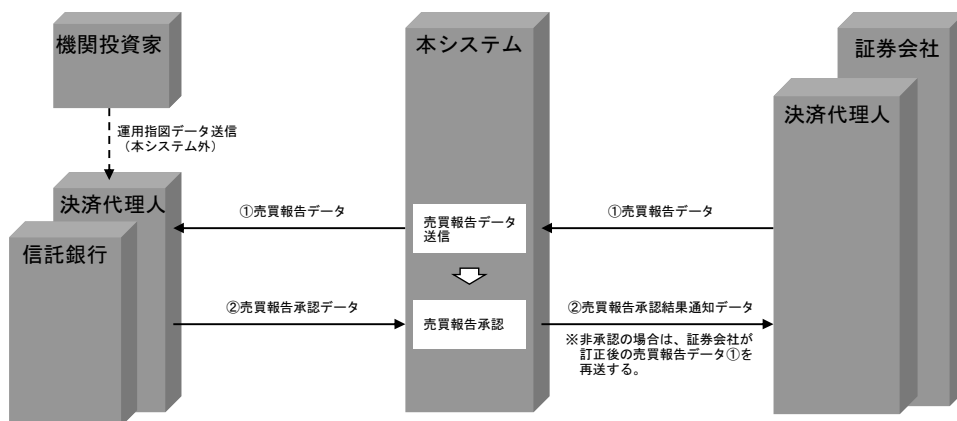 機関投資家
本システム
証券会社
決済代理人
運用指図データ送信
（本システム外）
決済代理人
信託銀行
①売買報告データ
売買報告データ
送信
①売買報告データ
②売買報告承認データ
売買報告承認
②売買報告承認結果通知データ
※非承認の場合は、証券会社が
訂正後の売買報告データ①を
再送する。